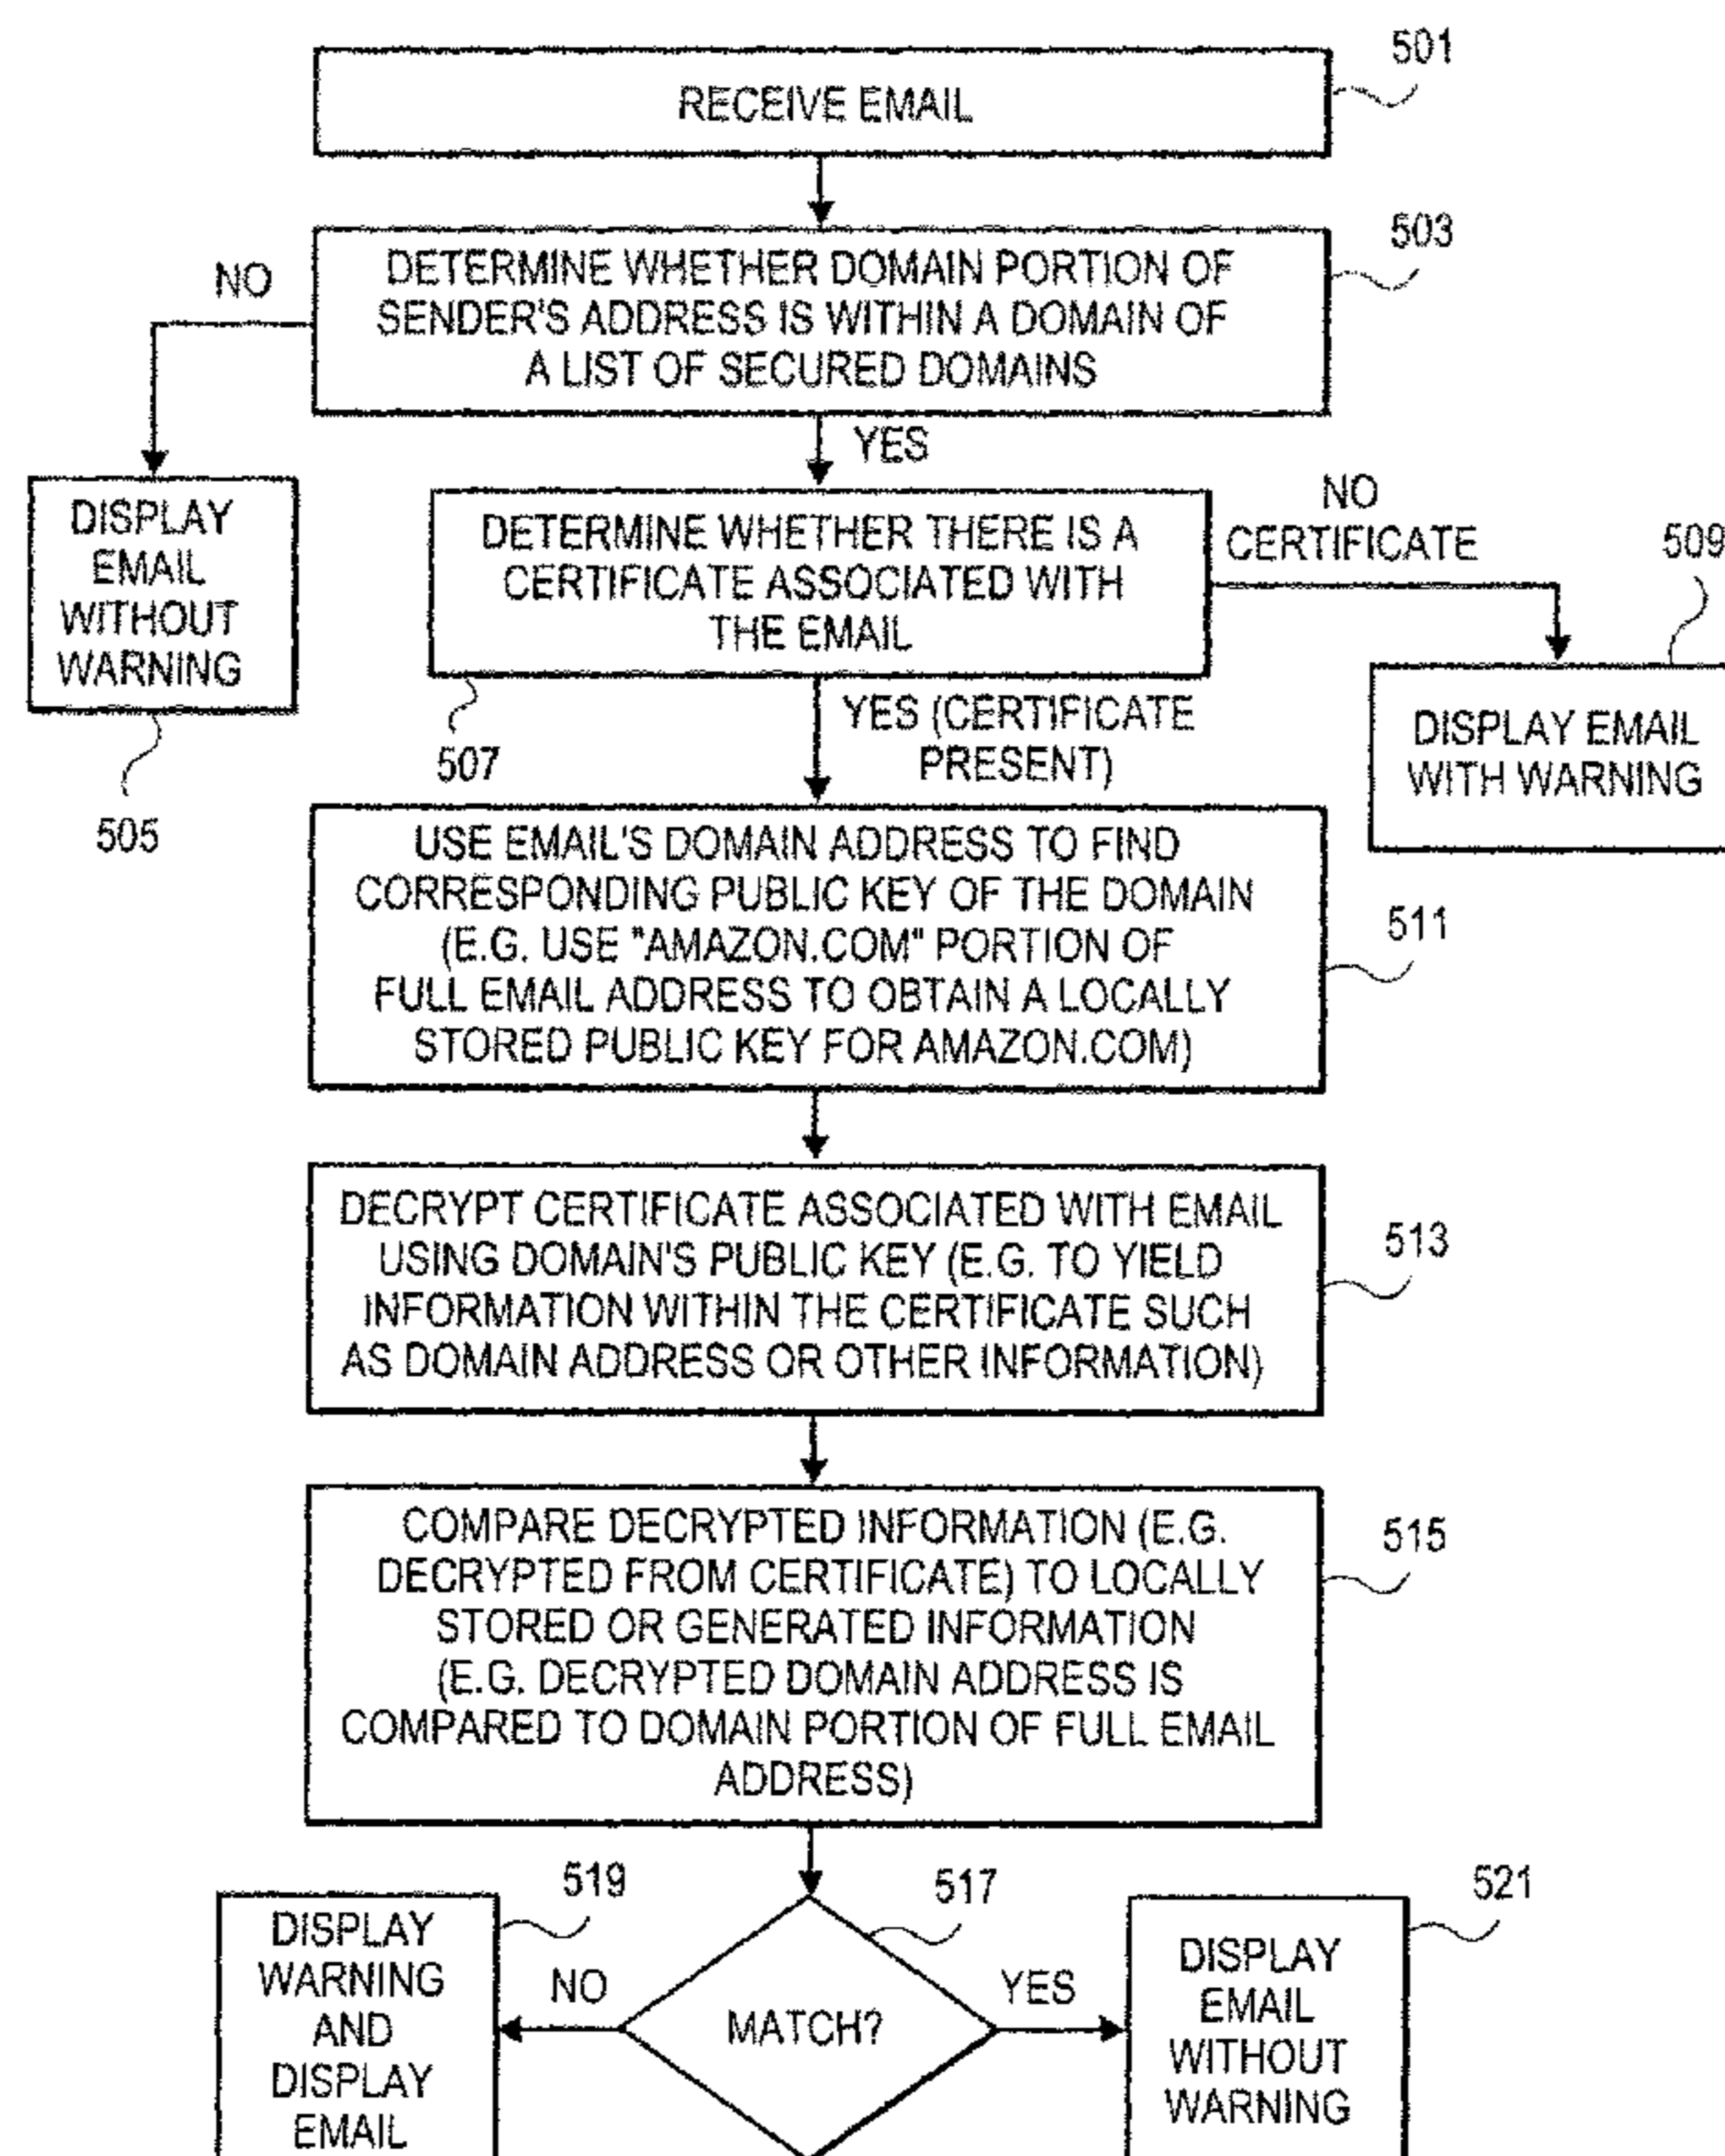 501
RECEIVE EMAIL
503
DETERMINE WHETHER DOMAIN PORTION OF
SENDER'S ADDRESS IS WITHIN A DOMAIN OF
A LIST OF SECURED DOMAINS
NO
YES
DISPLAY
EMAIL
WITHOUT
WARNING
505
DETERMINE WHETHER THERE IS A
CERTIFICATE ASSOCIATED WITH
THE EMAIL
507
NO
CERTIFICATE
509
DISPLAY EMAIL
WITH WARNING
YES (CERTIFICATE
PRESENT)
USE EMAIL'S DOMAIN ADDRESS TO FIND
CORRESPONDING PUBLIC KEY OF THE DOMAIN
(E.G. USE "AMAZON.COM" PORTION OF
FULL EMAIL ADDRESS TO OBTAIN A LOCALLY
STORED PUBLIC KEY FOR AMAZON.COM)
511
DECRYPT CERTIFICATE ASSOCIATED WITH EMAIL
USING DOMAIN'S PUBLIC KEY (E.G. TO YIELD
INFORMATION WITHIN THE CERTIFICATE SUCH
AS DOMAIN ADDRESS OR OTHER INFORMATION)
513
COMPARE DECRYPTED INFORMATION (E.G.
DECRYPTED FROM CERTIFICATE) TO LOCALLY
STORED OR GENERATED INFORMATION
(E.G. DECRYPTED DOMAIN ADDRESS IS
COMPARED TO DOMAIN PORTION OF FULL EMAIL
ADDRESS)
515
519
DISPLAY
WARNING
AND
DISPLAY
EMAIL
NO
517
MATCH?
YES
521
DISPLAY
EMAIL
WITHOUT
WARNING